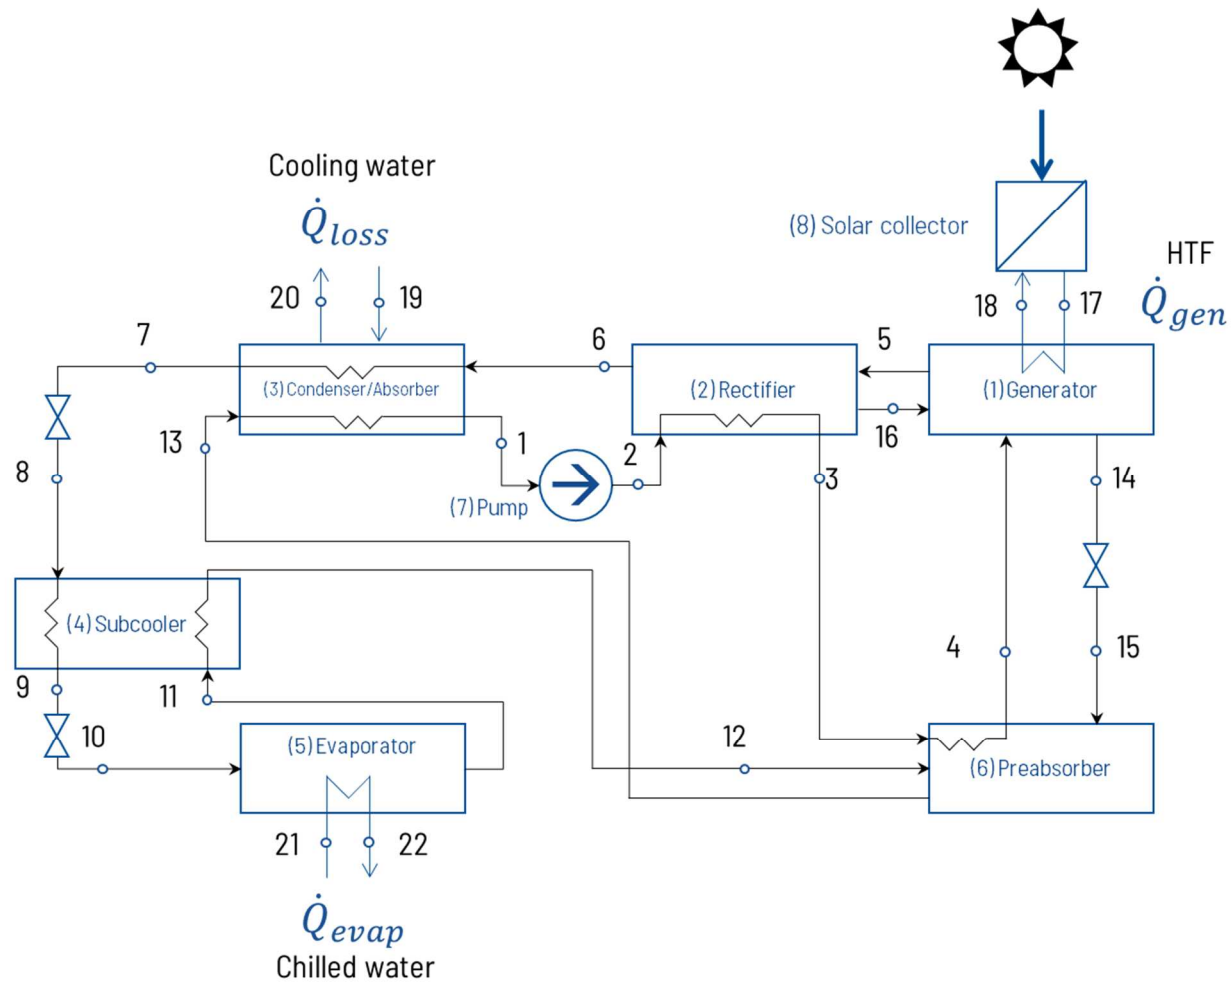 Cooling water
Q̇loss
(8) Solar collector
HTF
Q̇gen
20
19
18
17
7
6
5
(3) Condenser/Absorber
(2) Rectifier
(1) Generator
16
13
1
2
(7) Pump
3
14
8
(4) Subcooler
4
15
9
11
10
12
(5) Evaporator
(6) Preabsorber
21
22
Q̇evap
Chilled water